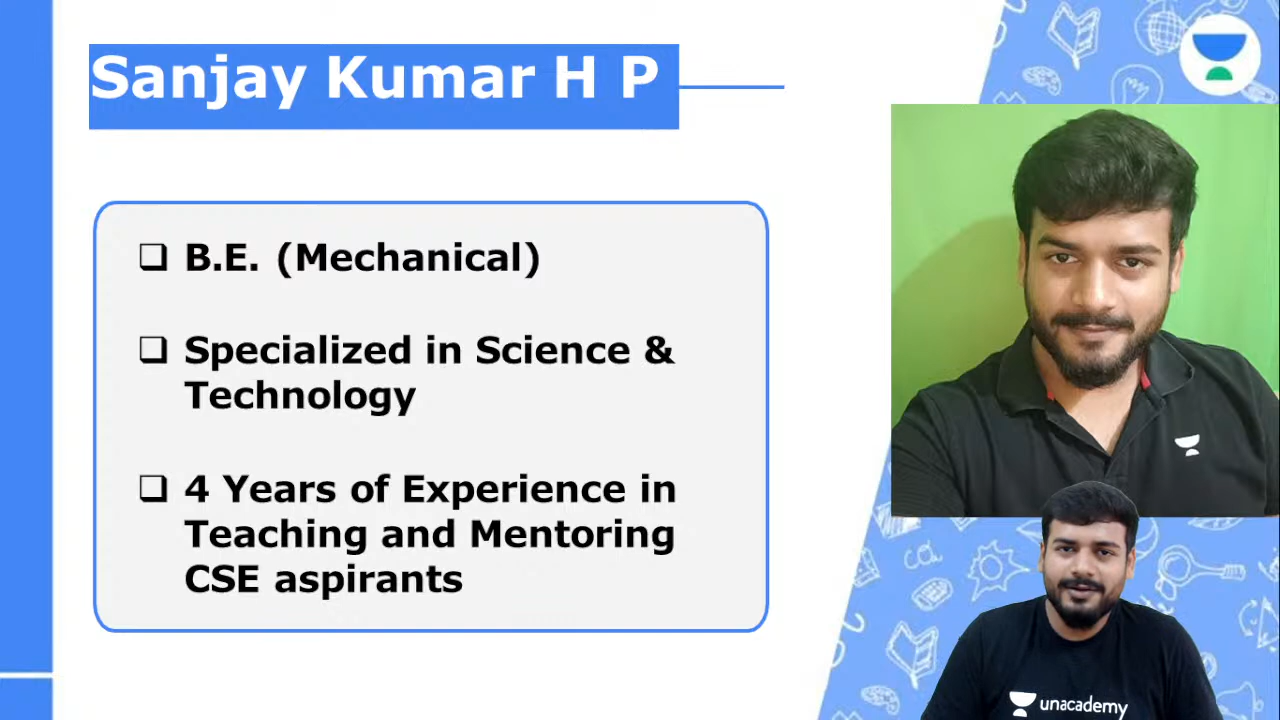 Sanjay Kumar H P
❑ B.E. (Mechanical)
❑ Specialized in Science &
Technology
❑ 4 Years of Experience in
Teaching and Mentoring
CSE aspirants
unacademy